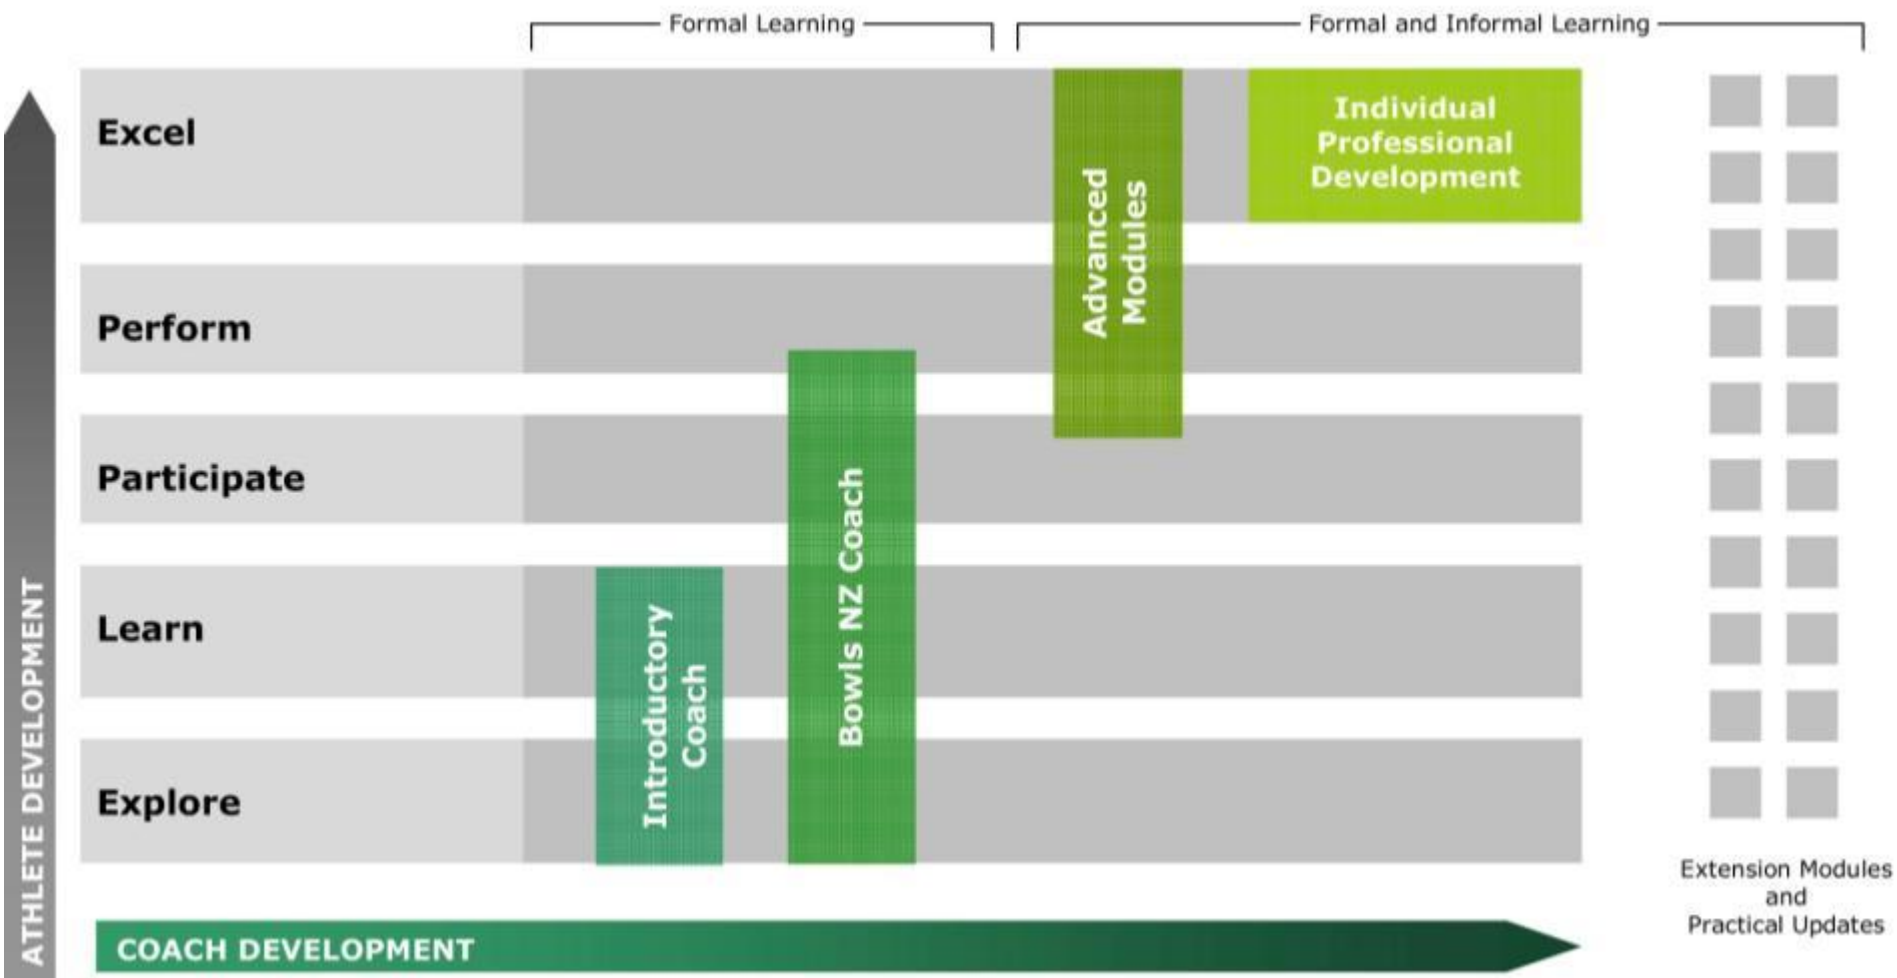 Formal Learning
Formal and Informal Learning
Excel
Individual
Professional
Development
Advanced
Modules
Perform
Participate
Bowls NZ Coach
Learn
Introductory
Coach
Explore
ATHLETE DEVELOPMENT
Extension Modules
and
Practical Updates
COACH DEVELOPMENT